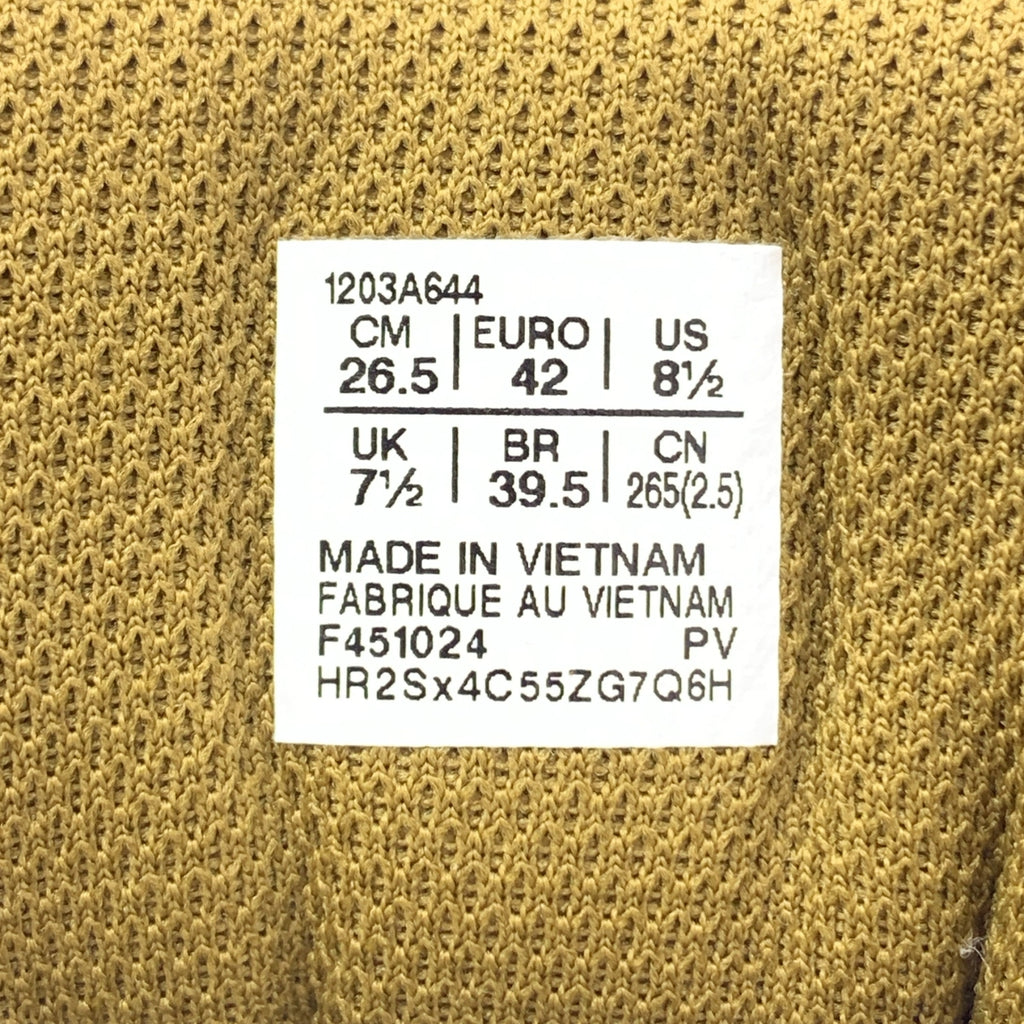 1203A644
CM | EURO | US
26.5 | 42 | 8½
UK | BR | CN
7½ | 39.5 | 265(2.5)
MADE IN VIETNAM
FABRIQUE AU VIETNAM
F451024 PV
HR2Sx4C55ZG7Q6H